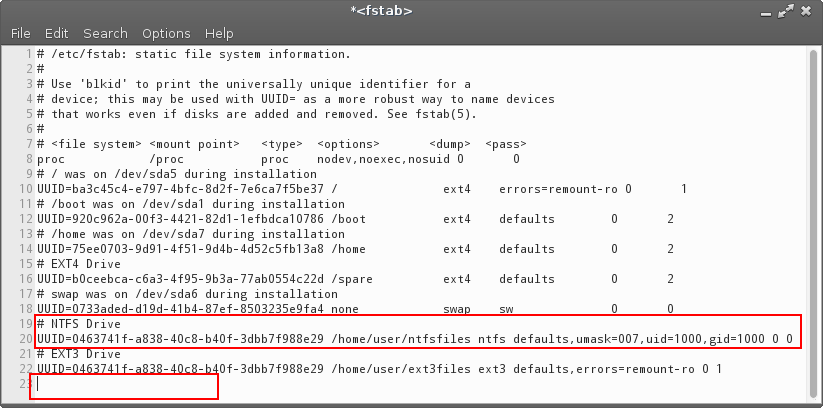 *<fstab>
File Edit Search Options Help
1 # /etc/fstab: static file system information.
2 #
3 # Use 'blkid' to print the universally unique identifier for a
4 # device; this may be used with UUID= as a more robust way to name devices
5 # that works even if disks are added and removed. See fstab(5).
6 #
7 # <file system> <mount point> <type> <options> <dump> <pass>
8 proc /proc proc nodev,noexec,nosuid 0 0
9 # / was on /dev/sda5 during installation
10 UUID=ba3c45c4-e797-4bfc-8d2f-7e6ca7f5be37 / ext4 errors=remount-ro 0 1
11 # /boot was on /dev/sda1 during installation
12 UUID=920c962a-00f3-4421-82d1-1efbdca10786 /boot ext4 defaults 0 2
13 # /home was on /dev/sda7 during installation
14 UUID=75ee0703-9d91-4f51-9d4b-4d52c5fb13a8 /home ext4 defaults 0 2
15 # EXT4 Drive
16 UUID=b0ceebca-c6a3-4f95-9b3a-77ab0554c22d /spare ext4 defaults 0 2
17 # swap was on /dev/sda6 during installation
18 UUID=0733aded-d19d-41b4-87ef-8503235e9fa4 none swap sw 0 0
19 # NTFS Drive
20 UUID=0463741f-a838-40c8-b40f-3dbb7f988e29 /home/user/ntfsfiles ntfs defaults,umask=007,uid=1000,gid=1000 0 0
21 # EXT3 Drive
22 UUID=0463741f-a838-40c8-b40f-3dbb7f988e29 /home/user/ext3files ext3 defaults,errors=remount-ro 0 1
23